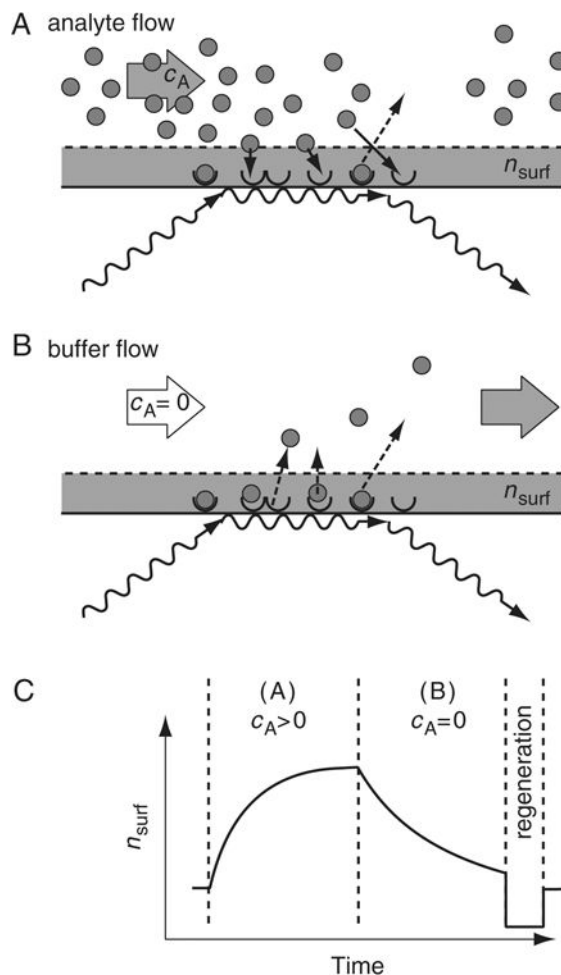 A analyte flow
cA
nsurf
B buffer flow
cA= 0
nsurf
C
(A)
cA>0
(B)
cA=0
regeneration
nsurf
Time